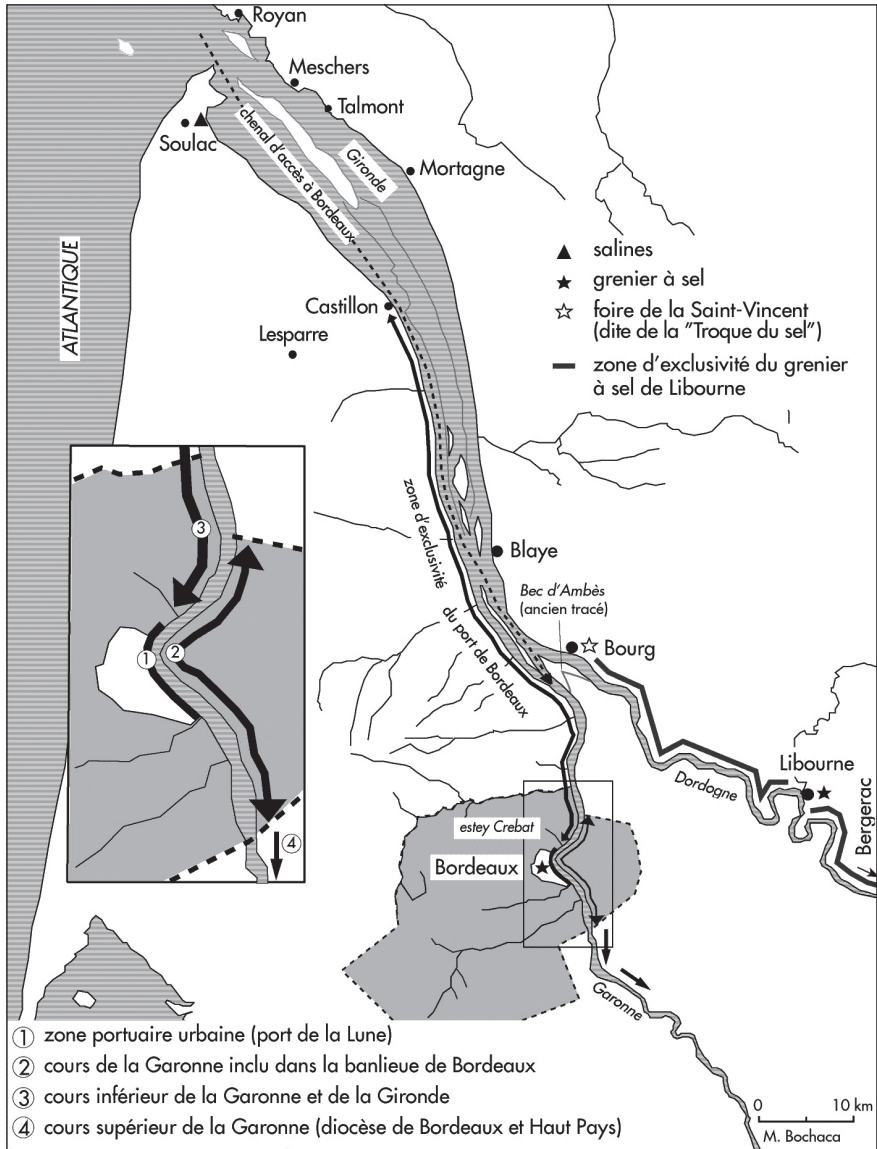 Royan
Meschers
Talmont
Soulac
chenal d'accès à Bordeaux
Gironde
Mortagne
ATLANTIQUE
salines
grenier à sel
foire de la Saint-Vincent
(dite de la "Troque du sel")
zone d'exclusivité du grenier
à sel de Libourne
Castillon
Lesparre
zone d'exclusivité
du port de Bordeaux
Blaye
Bec d'Ambès
(ancien tracé)
Bourg
3
1
2
4
Libourne
Dordogne
Bergerac
estey Crebat
Bordeaux
Garonne
1 zone portuaire urbaine (port de la Lune)
2 cours de la Garonne inclu dans la banlieue de Bordeaux
3 cours inférieur de la Garonne et de la Gironde
4 cours supérieur de la Garonne (diocèse de Bordeaux et Haut Pays)
0 10 km
M. Bochaca